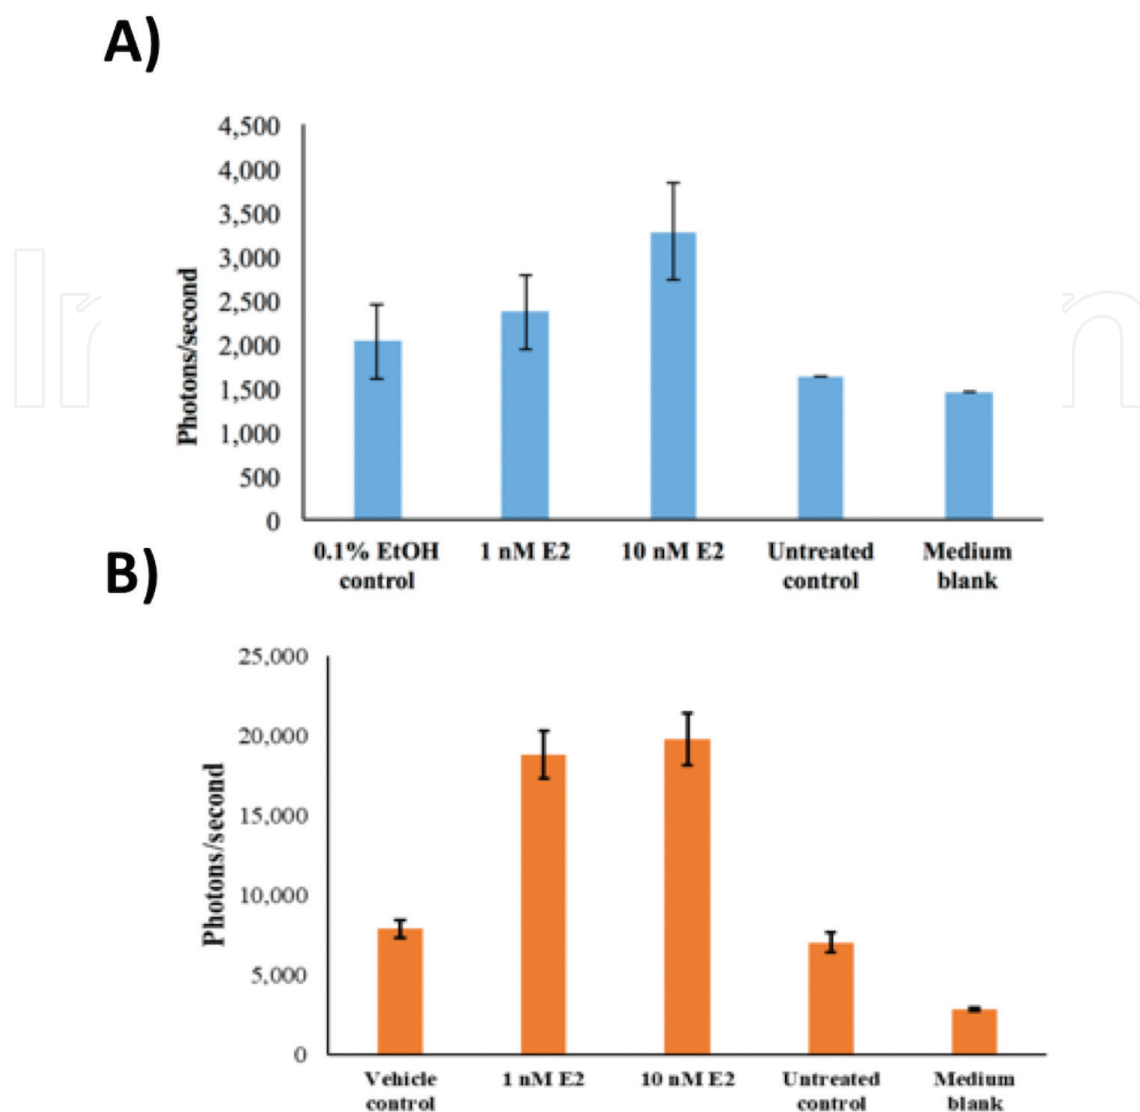 A)
4,500
4,000
3,500
3,000
2,500
2,000
1,500
1,000
500
0
Photons/second
0.1% EtOH control
1 nM E2
10 nM E2
Untreated control
Medium blank
B)
25,000
20,000
15,000
10,000
5,000
0
Photons/second
Vehicle control
1 nM E2
10 nM E2
Untreated control
Medium blank